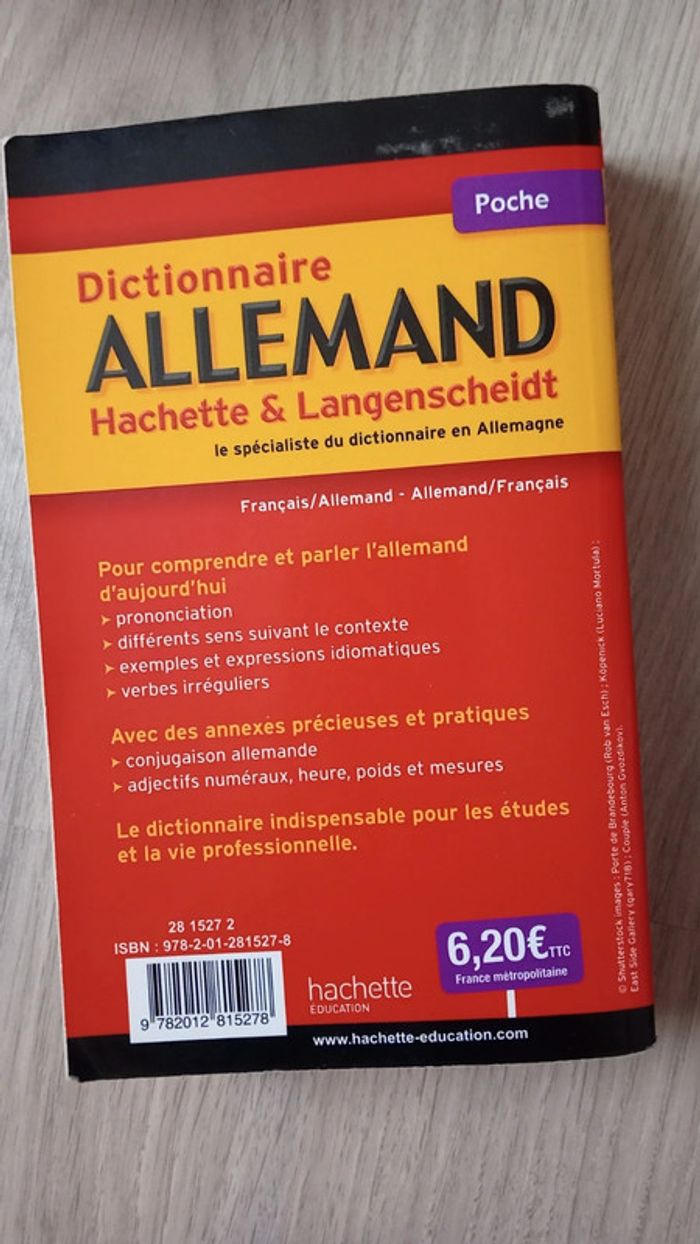 Poche
Dictionnaire
ALLEMAND
Hachette & Langenscheidt
le spécialiste du dictionnaire en Allemagne
Français/Allemand - Allemand/Français
Pour comprendre et parler l'allemand
d'aujourd'hui
➤ prononciation
➤ différents sens suivant le contexte
➤ exemples et expressions idiomatiques
➤ verbes irréguliers
Avec des annexes précieuses et pratiques
➤ conjugaison allemande
➤ adjectifs numéraux, heure, poids et mesures
Le dictionnaire indispensable pour les études
et la vie professionnelle.
28 1527 2
ISBN : 978-2-01-281527-8
9 782012 815278
hachette
ÉDUCATION
6,20€TTC
France métropolitaine
www.hachette-education.com
© Shutterstock images : Porte de Brandebourg (Rob van Esch) ; Köpenick (Luciano Mortula) ;
East Side Gallery (gary718) ; Couple (Anton Gvozdikov).